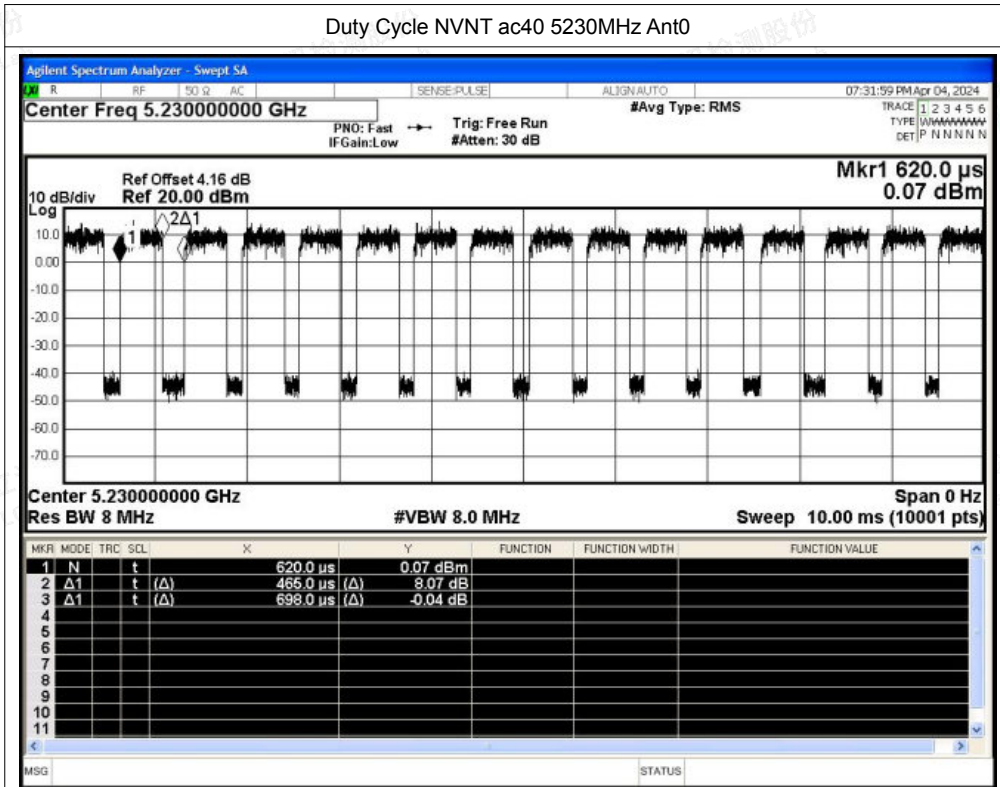 Duty Cycle NVNT ac40 5230MHz Ant0
Agilent Spectrum Analyzer - Swept SA
R RF 50 Ω AC SENSE:PULSE ALIGN AUTO 07:31:59 PM Apr 04, 2024
Center Freq 5.230000000 GHz #Avg Type: RMS TRACE 1 2 3 4 5 6
PNO: Fast Trig: Free Run TYPE
IFGain:Low #Atten: 30 dB DET P N N N N N
Mkr1 620.0 µs
Ref Offset 4.16 dB
10 dB/div Ref 20.00 dBm 0.07 dBm
Log
2Δ1
10.0
1
0.00
-10.0
-20.0
-30.0
-40.0
-50.0
-60.0
-70.0
Center 5.230000000 GHz Span 0 Hz
Res BW 8 MHz #VBW 8.0 MHz Sweep 10.00 ms (10001 pts)
MKR MODE TRC SCL X Y FUNCTION FUNCTION WIDTH FUNCTION VALUE
1 N t 620.0 µs 0.07 dBm
2 Δ1 t (Δ) 465.0 µs (Δ) 8.07 dB
3 Δ1 t (Δ) 698.0 µs (Δ) -0.04 dB
4
5
6
7
8
9
10
11
MSG STATUS